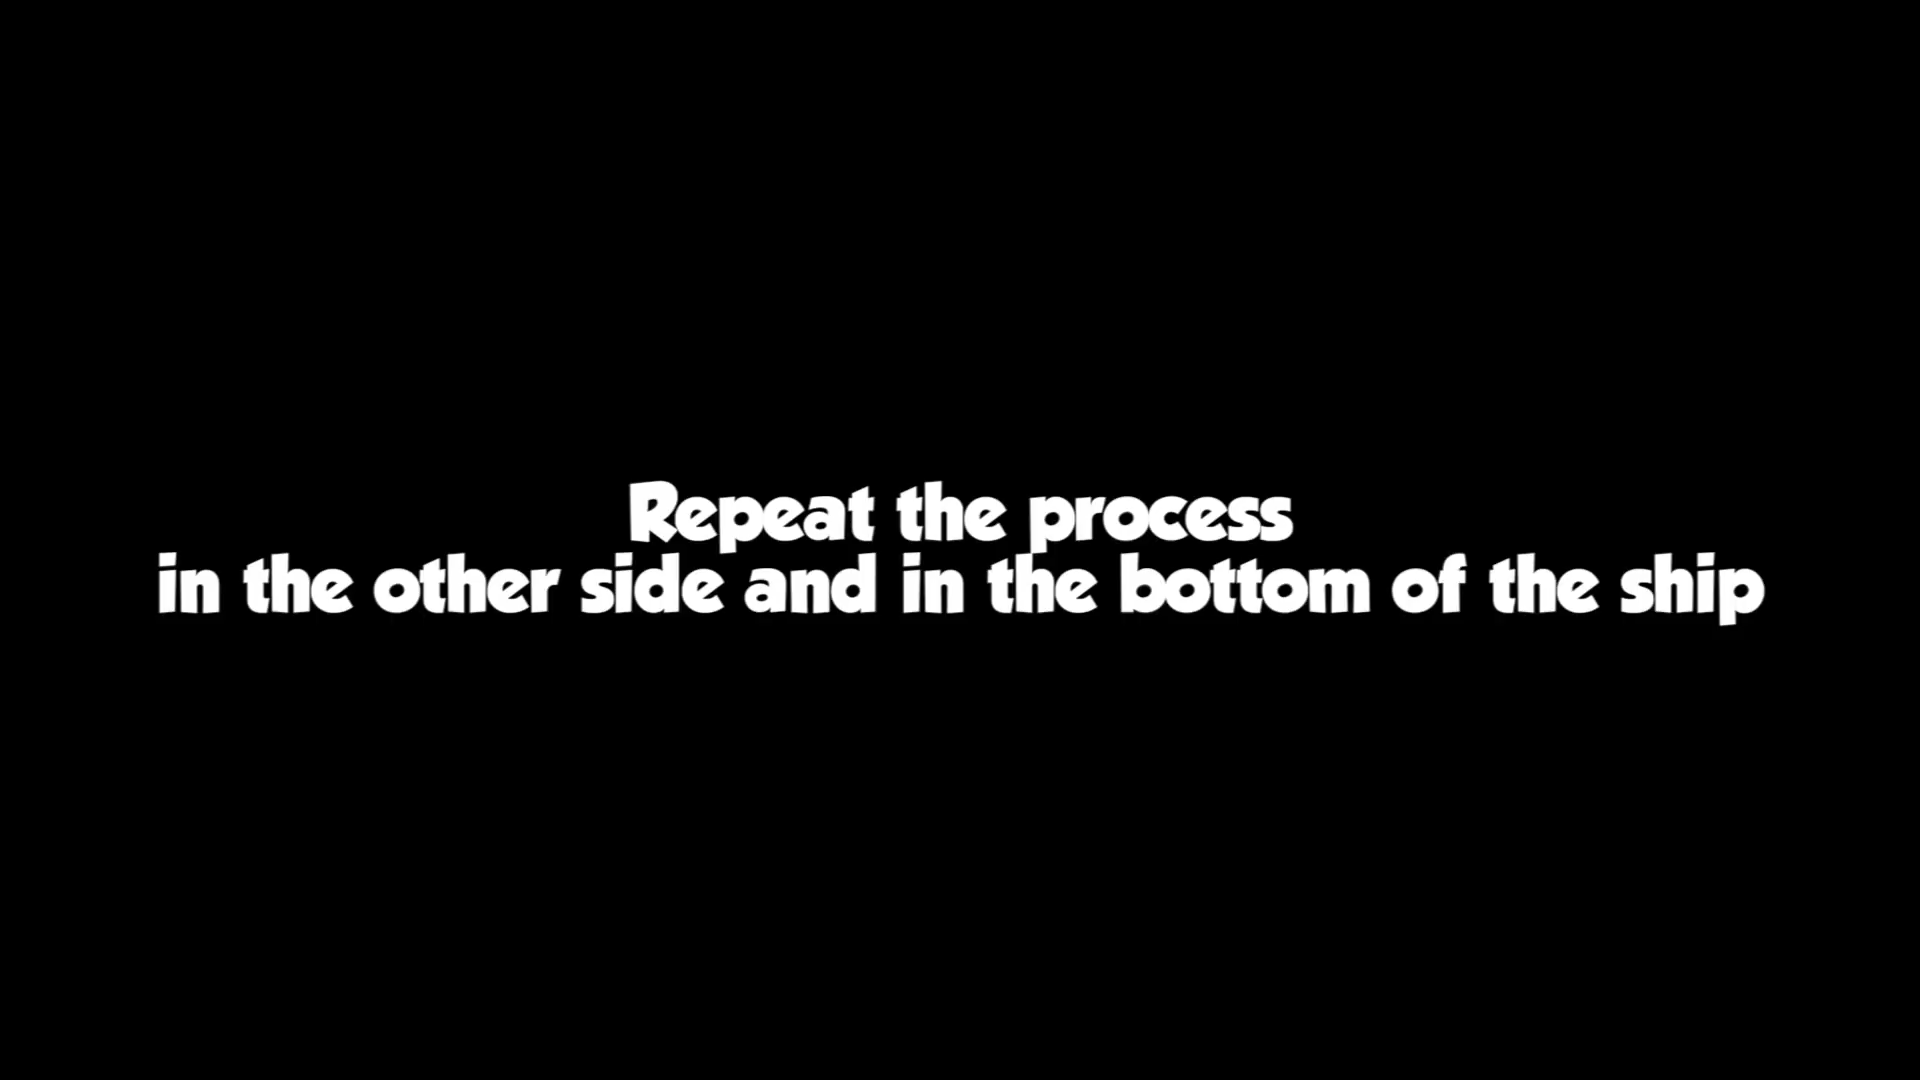 Repeat the process
in the other side and in the bottom of the ship